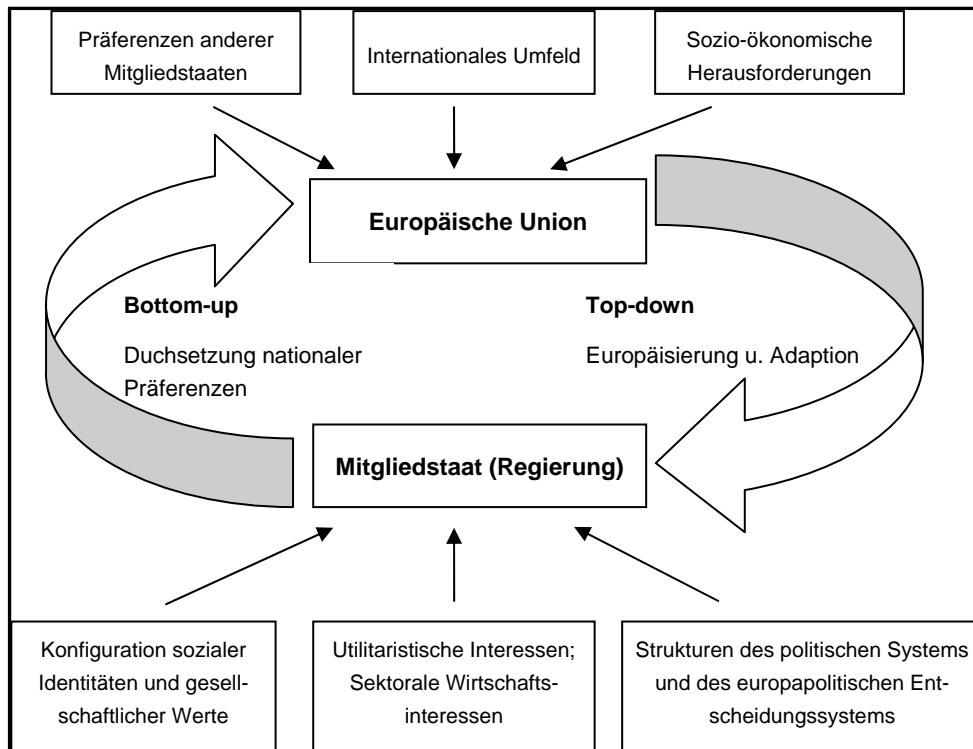 Präferenzen anderer
Mitgliedstaaten
Internationales Umfeld
Sozio-ökonomische
Herausforderungen
Europäische Union
Bottom-up
Duchsetzung nationaler
Präferenzen
Top-down
Europäisierung u. Adaption
Mitgliedstaat (Regierung)
Konfiguration sozialer
Identitäten und gesell-
schaftlicher Werte
Utilitaristische Interessen;
Sektorale Wirtschafts-
interessen
Strukturen des politischen Systems
und des europapolitischen Ent-
scheidungssystems